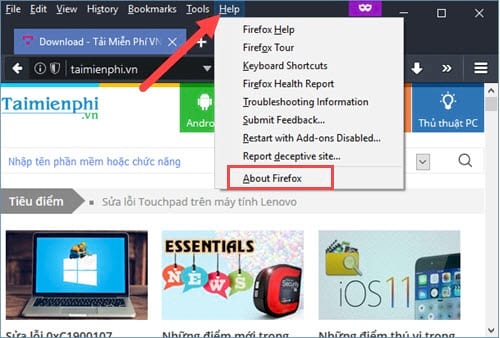 File Edit View History Bookmarks Tools Help
Download - Tải Miễn Phí VN
taimienphi.vn
Firefox Help
Firefox Tour
Keyboard Shortcuts
Firefox Health Report
Troubleshooting Information
Submit Feedback...
Restart with Add-ons Disabled...
Report deceptive site...
About Firefox
Taimienphi
.vn
Thủ thuật PC
Nhập tên phần mềm hoặc chức năng
Tiêu điểm
Sửa lỗi Touchpad trên máy tính Lenovo
ESSENTIALS
NEWS
iOS 11
Sửa lỗi 0xC1900107
Những điểm mới trong
Những điểm thú vị trong